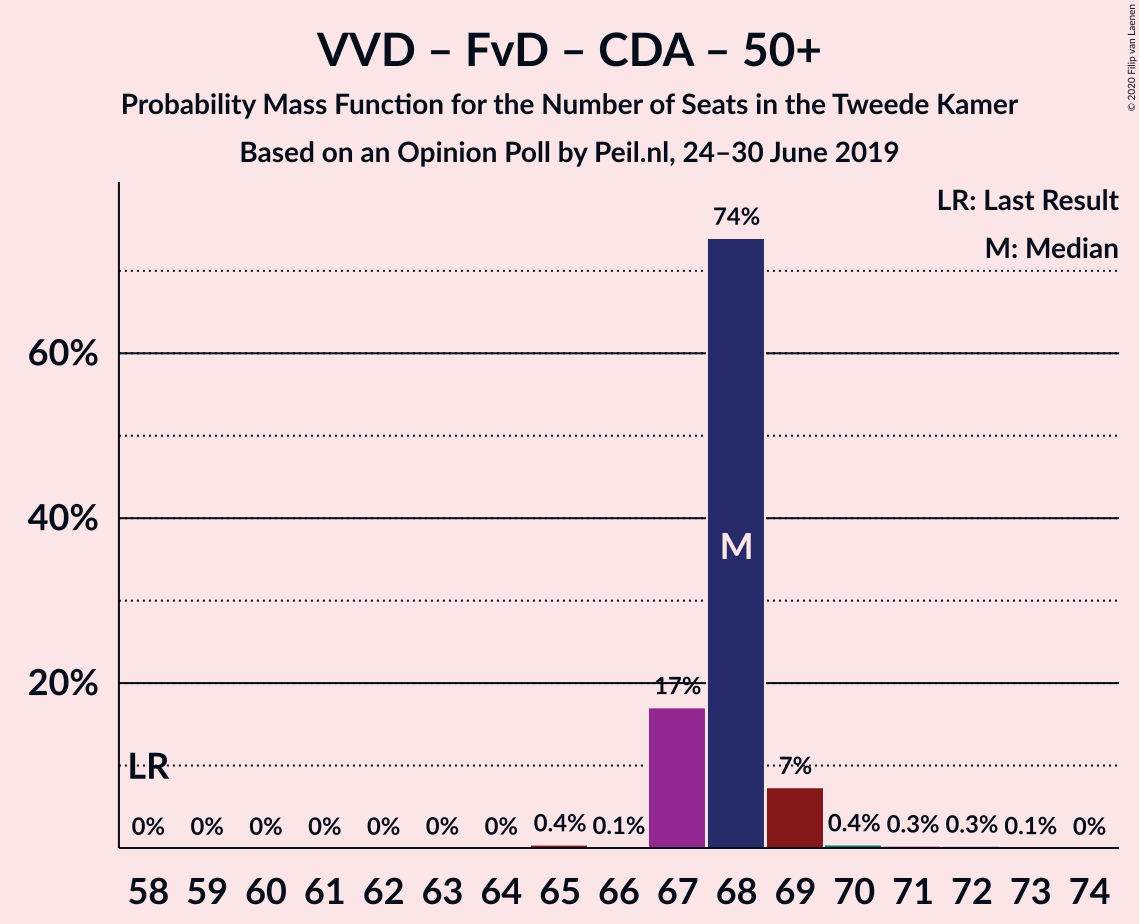 VVD – FvD – CDA – 50+
Probability Mass Function for the Number of Seats in the Tweede Kamer
Based on an Opinion Poll by Peil.nl, 24–30 June 2019
© 2020 Filip van Laenen
LR: Last Result
M: Median
74%
60%
40%
M
20%
17%
LR
7%
0% 0% 0% 0% 0% 0% 0% 0.4% 0.1% 0.4% 0.3% 0.3% 0.1% 0%
58 59 60 61 62 63 64 65 66 67 68 69 70 71 72 73 74